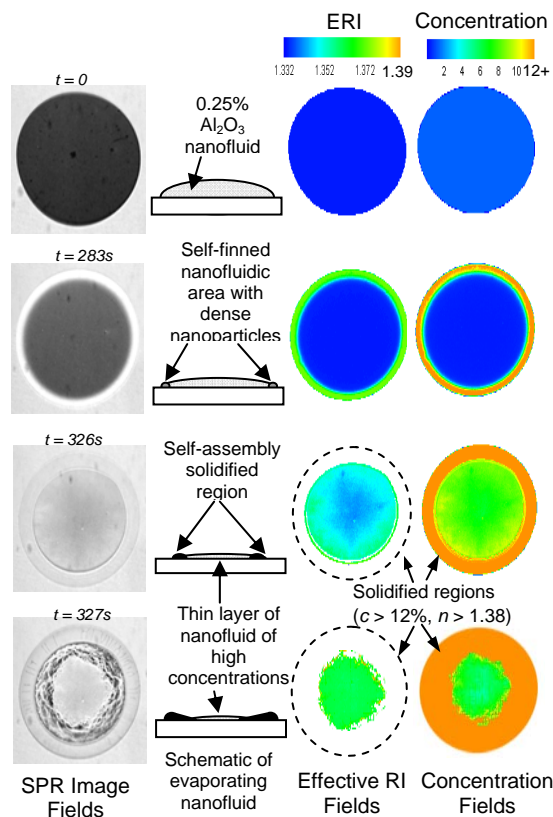 ERI
Concentration
1.332
1.352
1.372
1.39
2
4
6
8
10
12+
t = 0
0.25%
Al₂O₃
nanofluid
t = 283s
Self-finned
nanofluidic
area with
dense
nanoparticles
t = 326s
Self-assembly
solidified
region
Solidified regions
(c > 12%, n > 1.38)
t = 327s
Thin layer of
nanofluid of
high
concentrations
Schematic of
evaporating
nanofluid
SPR Image
Fields
Effective RI
Fields
Concentration
Fields